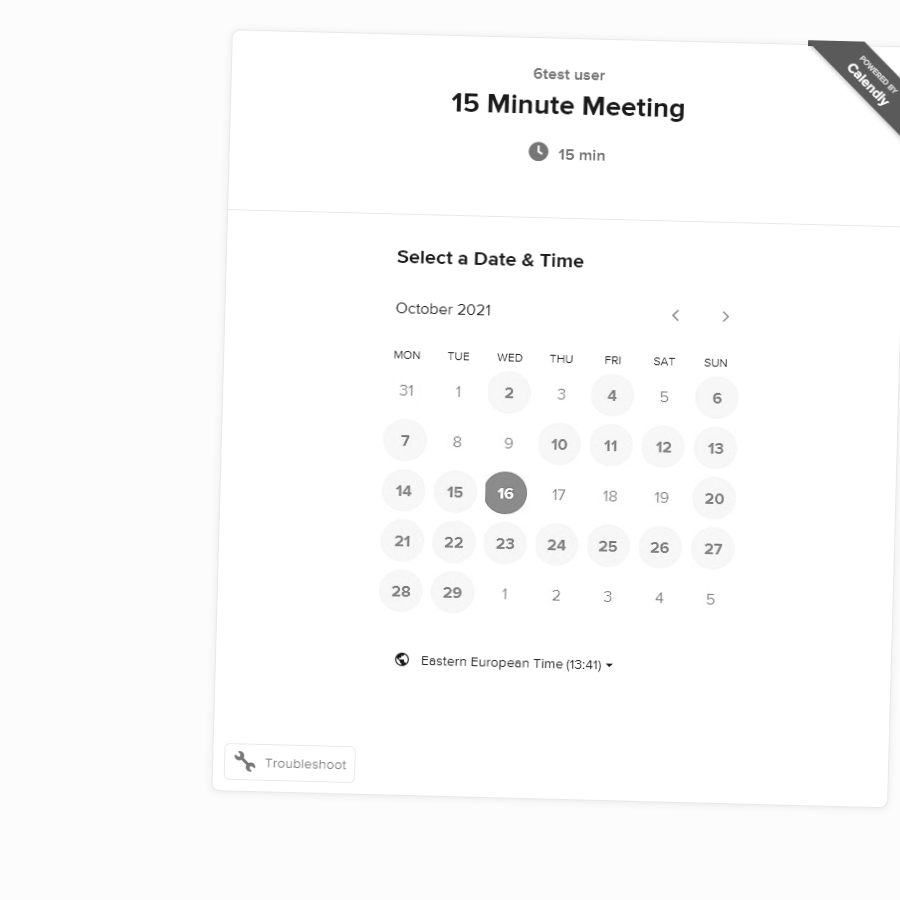 6test user
15 Minute Meeting
15 min
POWERED BY
Calendly
Select a Date & Time
October 2021
MON TUE WED THU FRI SAT SUN
31 1 2 3 4 5 6
7 8 9 10 11 12 13
14 15 16 17 18 19 20
21 22 23 24 25 26 27
28 29 1 2 3 4 5
Eastern European Time (13:41)
Troubleshoot